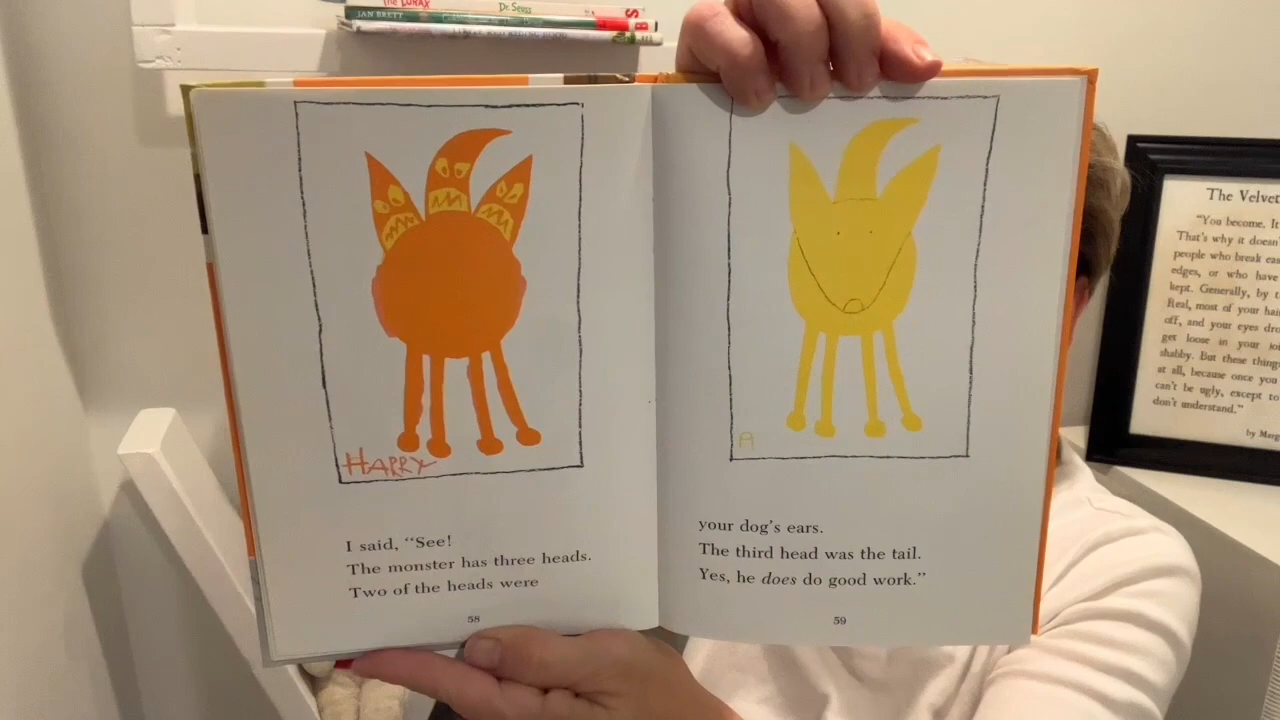 The LORAX Dr. Seuss
JAN BRETT
HARRY
A
I said, “See!
The monster has three heads.
Two of the heads were
58
your dog’s ears.
The third head was the tail.
Yes, he does do good work.”
59
The Velvet
“You become. It
That’s why it doesn’
people who break eas
edges, or who have
kept. Generally, by t
Real, most of your hai
off, and your eyes dro
get loose in your joi
shabby. But these thing
at all, because once you
can’t be ugly, except to
don’t understand.”
by Marg